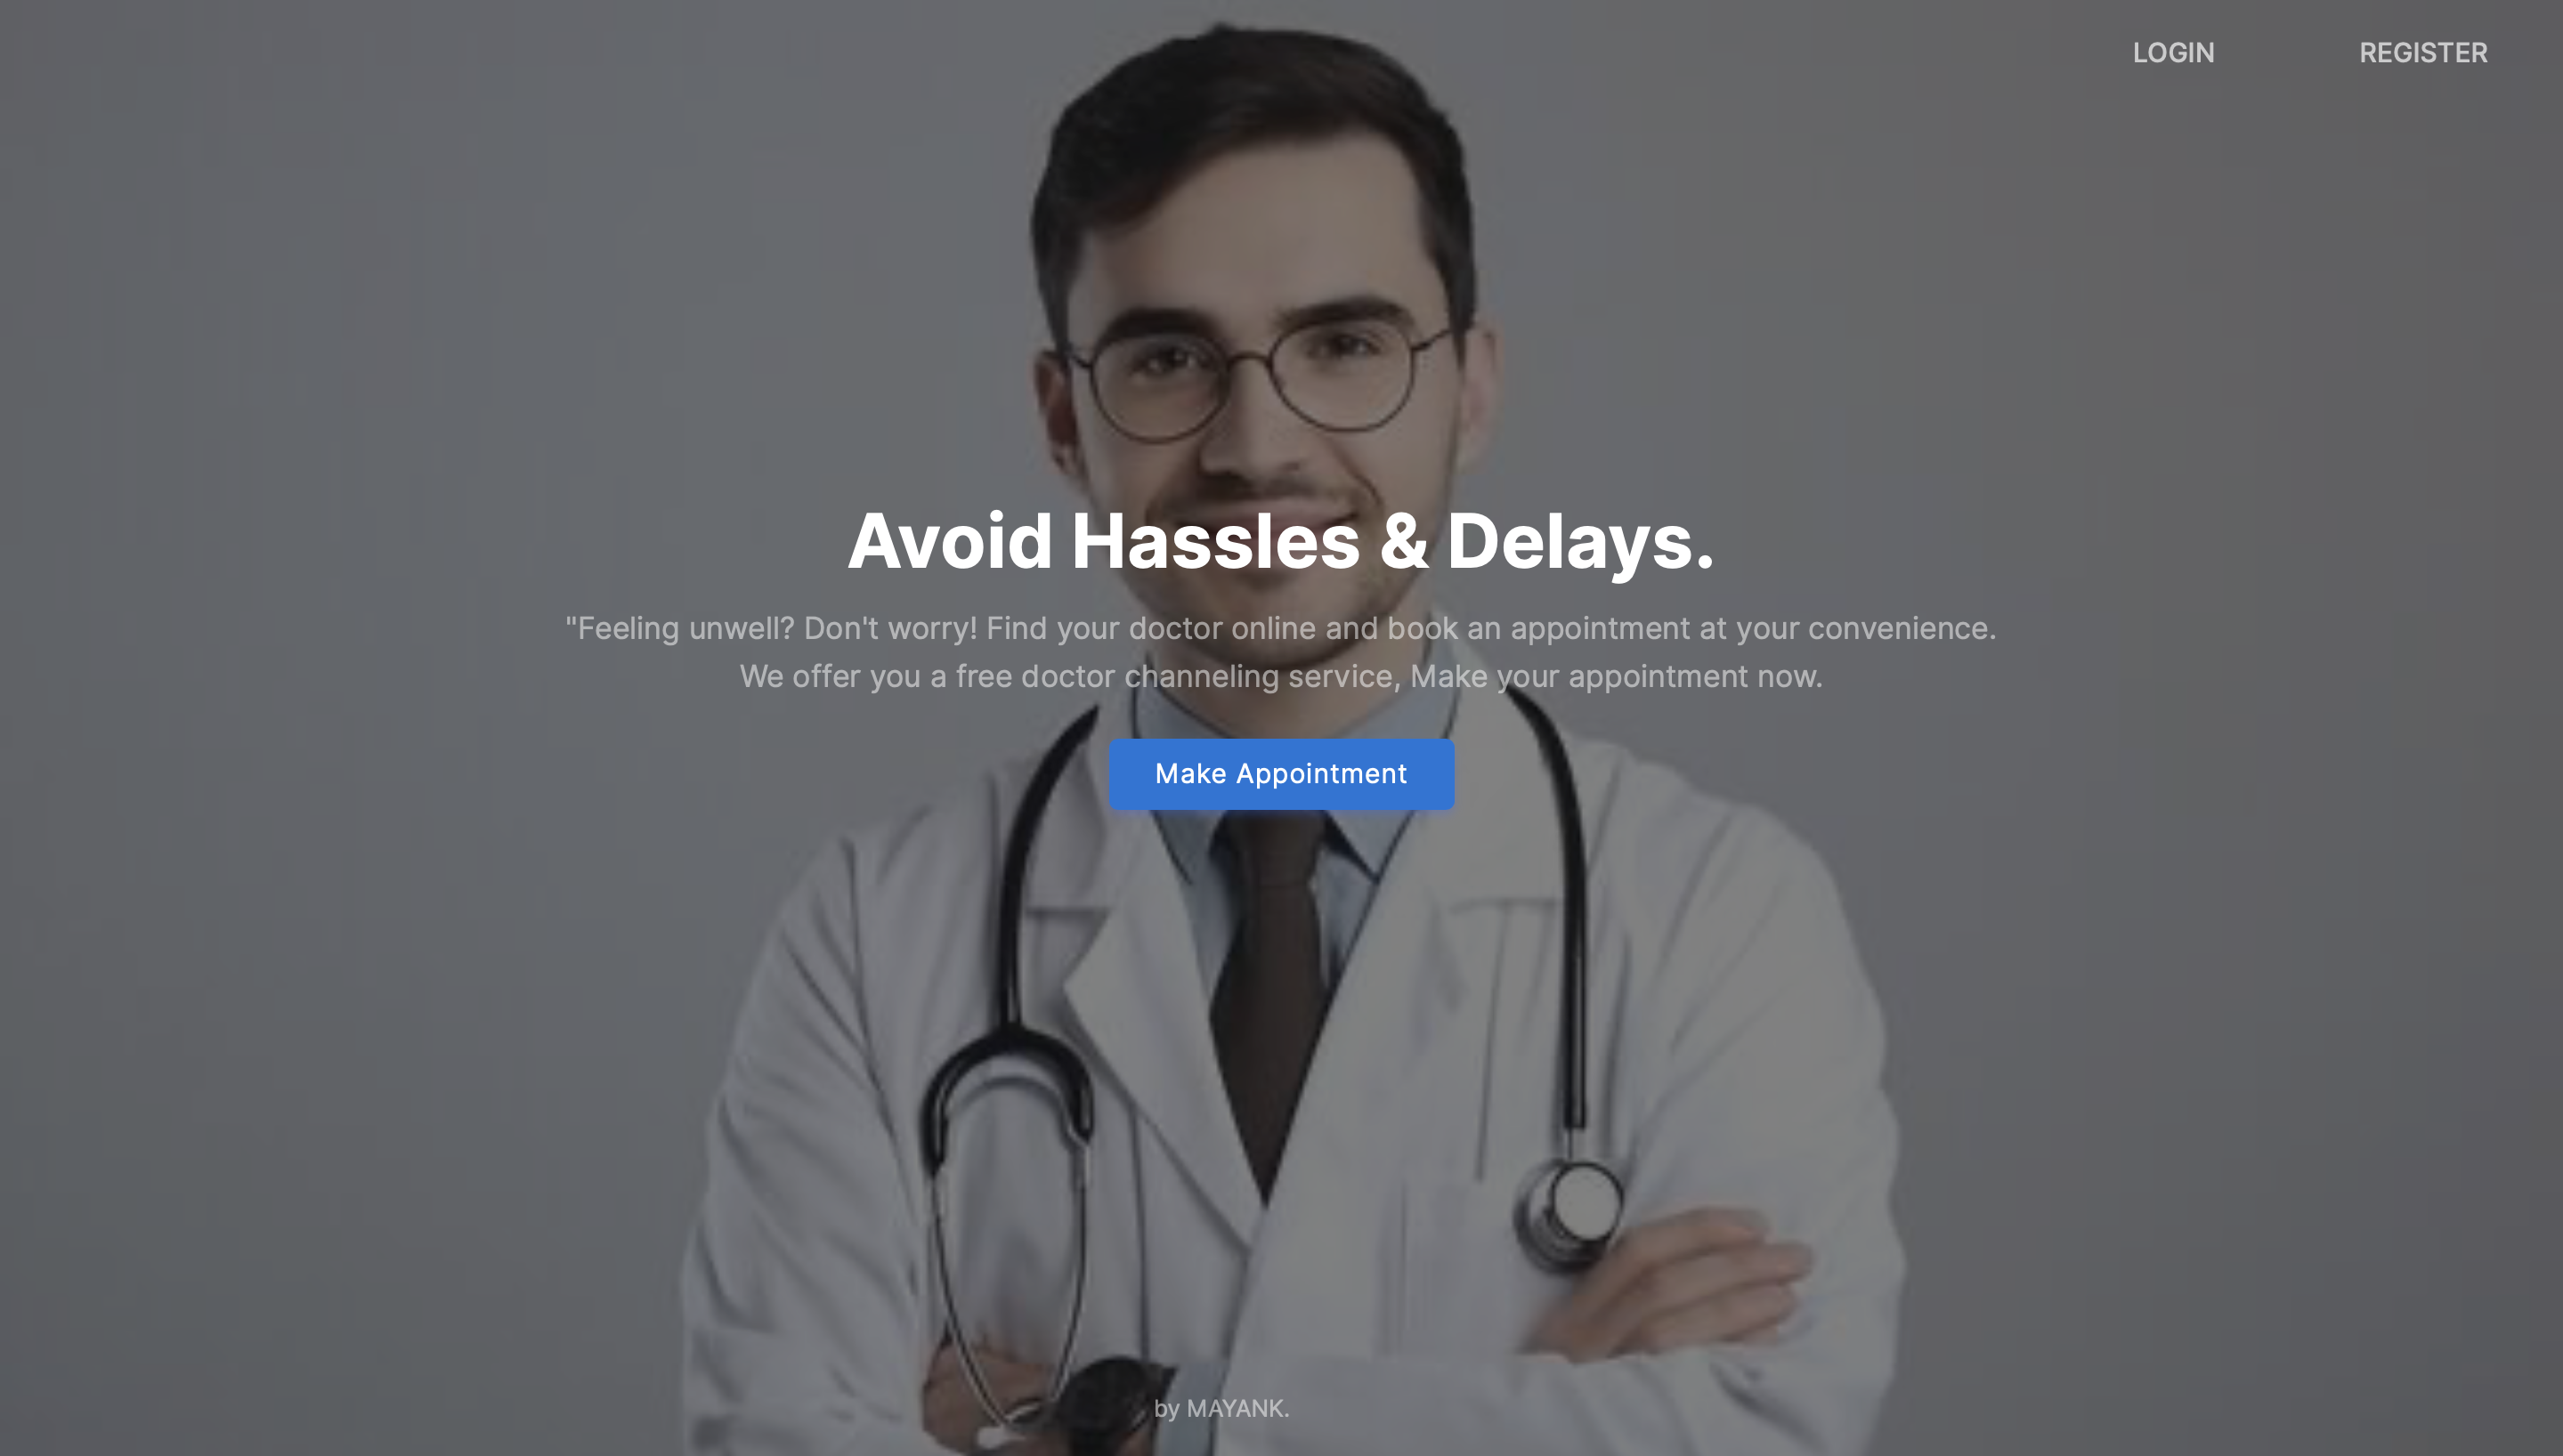 LOGIN REGISTER
Avoid Hassles & Delays.
"Feeling unwell? Don't worry! Find your doctor online and book an appointment at your convenience.
We offer you a free doctor channeling service, Make your appointment now.
Make Appointment
by MAYANK.